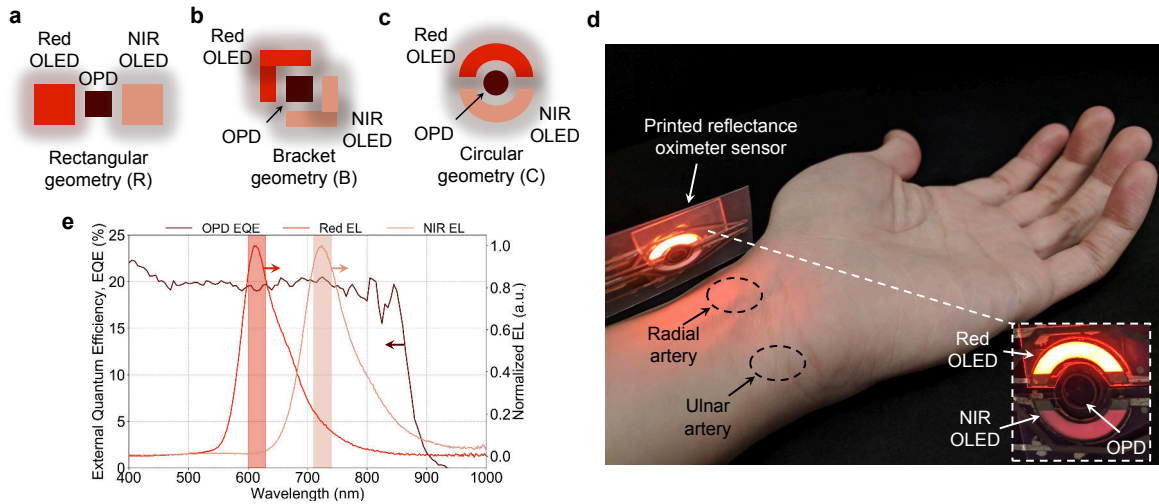 a
Red
OLED
NIR
OLED
OPD
Rectangular
geometry (R)
b
Red
OLED
OPD
NIR
OLED
Bracket
geometry (B)
c
Red
OLED
OPD
NIR
OLED
Circular
geometry (C)
d
Printed reflectance
oximeter sensor
Radial
artery
Ulnar
artery
Red
OLED
NIR
OLED
OPD
e
OPD EQE
Red EL
NIR EL
External Quantum Efficiency, EQE (%)
25
20
15
10
5
0
Normalized EL (a.u.)
1.0
0.8
0.6
0.4
0.2
0.0
400
500
600
700
800
900
1000
Wavelength (nm)